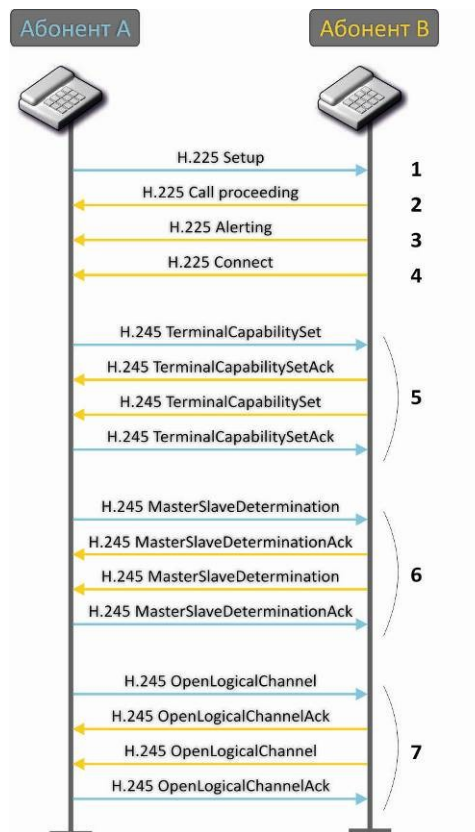 Абонент А Абонент В
H.225 Setup 1
H.225 Call proceeding 2
H.225 Alerting 3
H.225 Connect 4
H.245 TerminalCapabilitySet
H.245 TerminalCapabilitySetAck
5
H.245 TerminalCapabilitySet
H.245 TerminalCapabilitySetAck
H.245 MasterSlaveDetermination
H.245 MasterSlaveDeterminationAck
6
H.245 MasterSlaveDetermination
H.245 MasterSlaveDeterminationAck
H.245 OpenLogicalChannel
H.245 OpenLogicalChannelAck
7
H.245 OpenLogicalChannel
H.245 OpenLogicalChannelAck